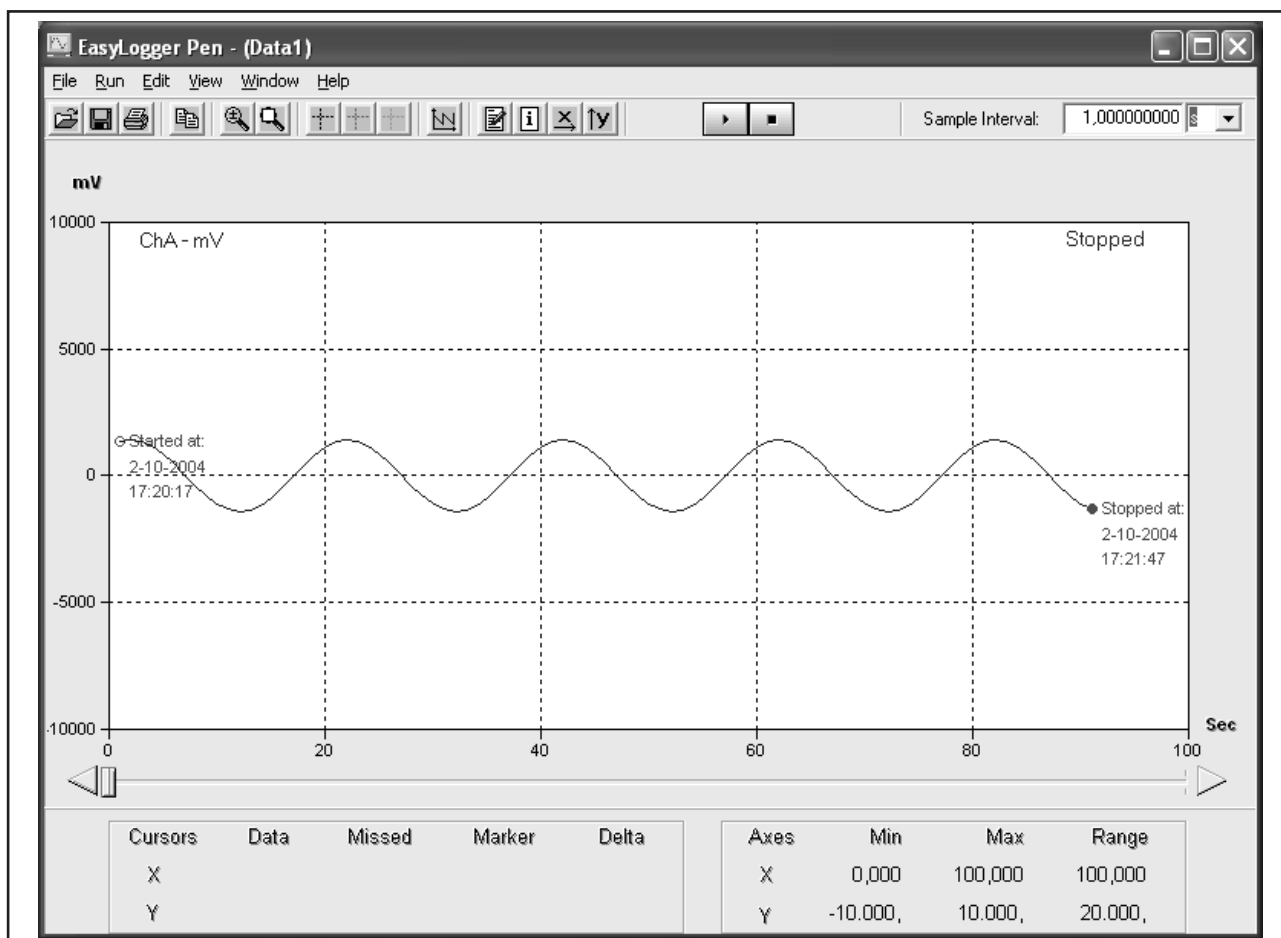 EasyLogger Pen - (Data1)
File Run Edit View Window Help
Sample Interval: 1,000000000 s
mV
10000
ChA - mV
Stopped
5000
Started at:
2-10-2004
17:20:17
0
Stopped at:
2-10-2004
17:21:47
-5000
-10000
Sec
0 20 40 60 80 100
Cursors Data Missed Marker Delta
X
Y
Axes Min Max Range
X 0,000 100,000 100,000
Y -10.000, 10.000, 20.000,